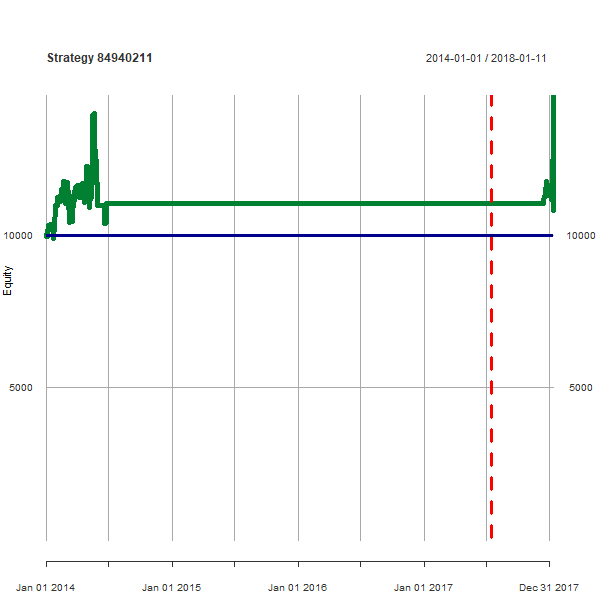 Strategy 84940211
2014-01-01 / 2018-01-11
10000 10000
Equity
5000 5000
Jan 01 2014 Jan 01 2015 Jan 01 2016 Jan 01 2017 Dec 31 2017